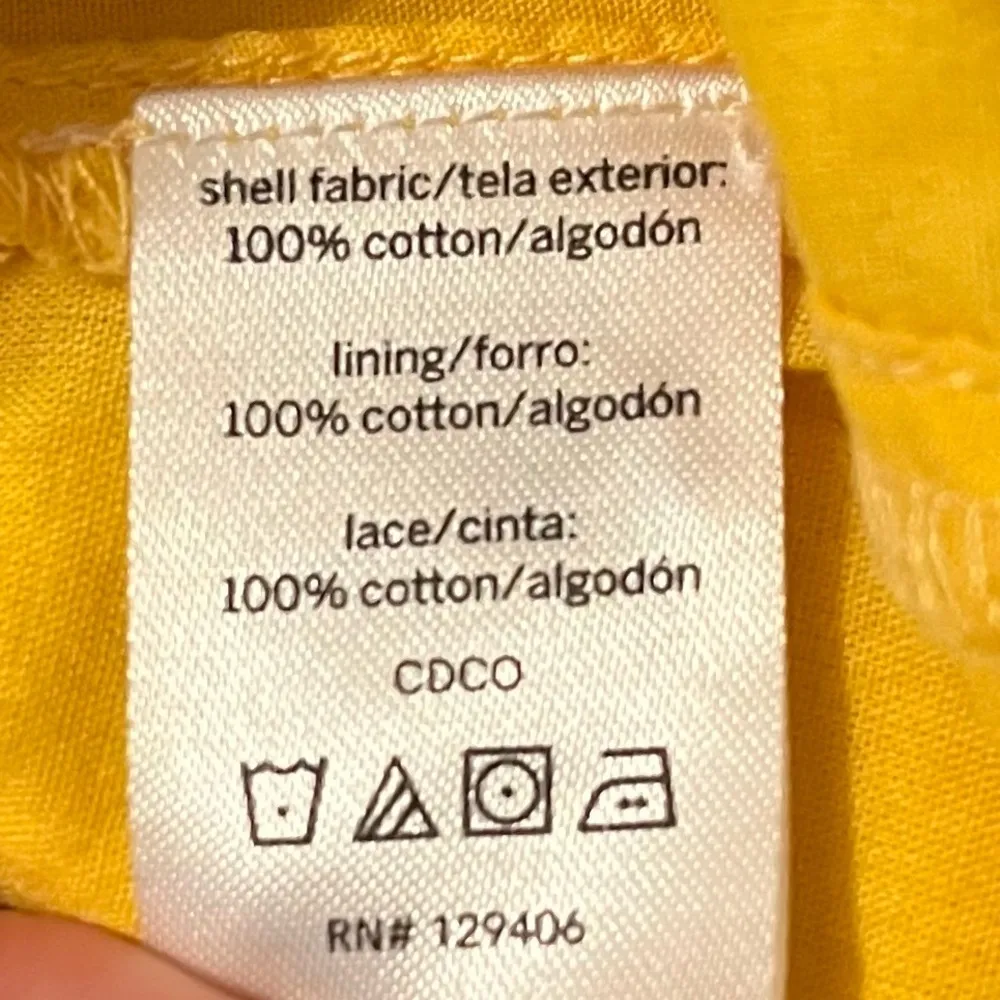 shell fabric/tela exterior:
100% cotton/algodón
lining/forro:
100% cotton/algodón
lace/cinta:
100% cotton/algodón
CDCO
RN# 129406